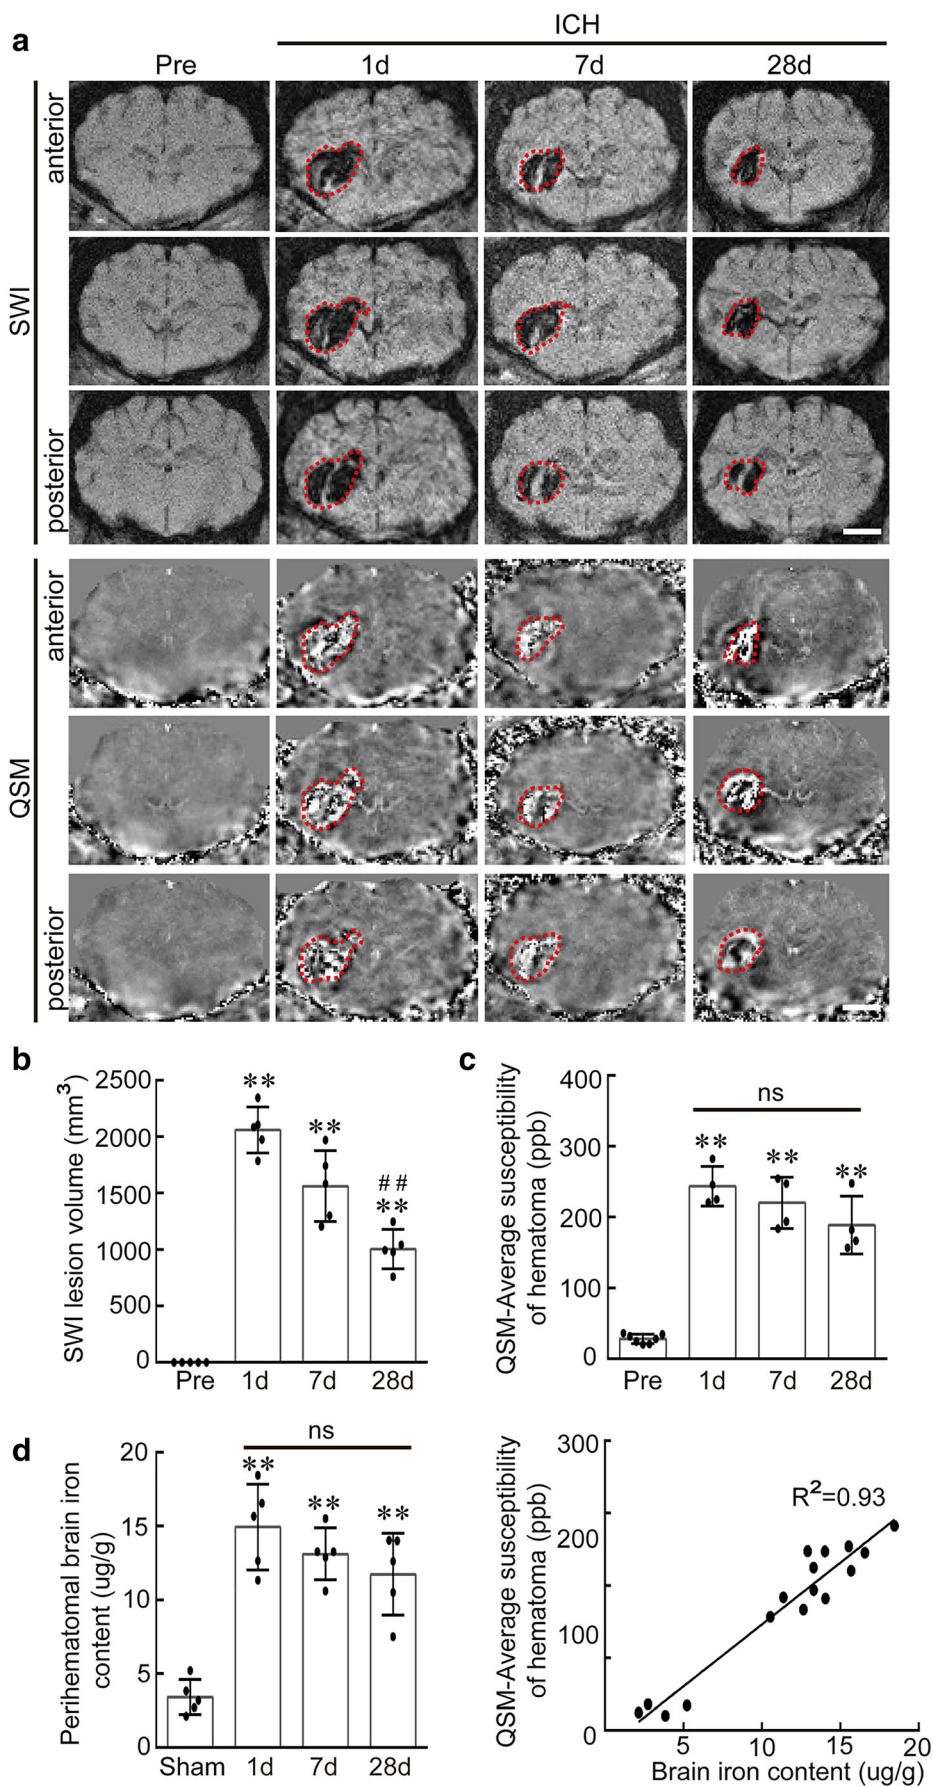 a
ICH
Pre 1d 7d 28d
SWI
anterior
posterior
QSM
anterior
posterior
b
SWI lesion volume (mm³)
2500
2000
1500
1000
500
0
**
**
##
**
Pre 1d 7d 28d
c
QSM-Average susceptibility
of hematoma (ppb)
400
300
200
100
0
ns
**
**
**
Pre 1d 7d 28d
d
Perihematomal brain iron
content (ug/g)
20
15
10
5
0
ns
**
**
**
Sham 1d 7d 28d
QSM-Average susceptibility
of hematoma (ppb)
300
200
100
0
R²=0.93
5 10 15 20
Brain iron content (ug/g)